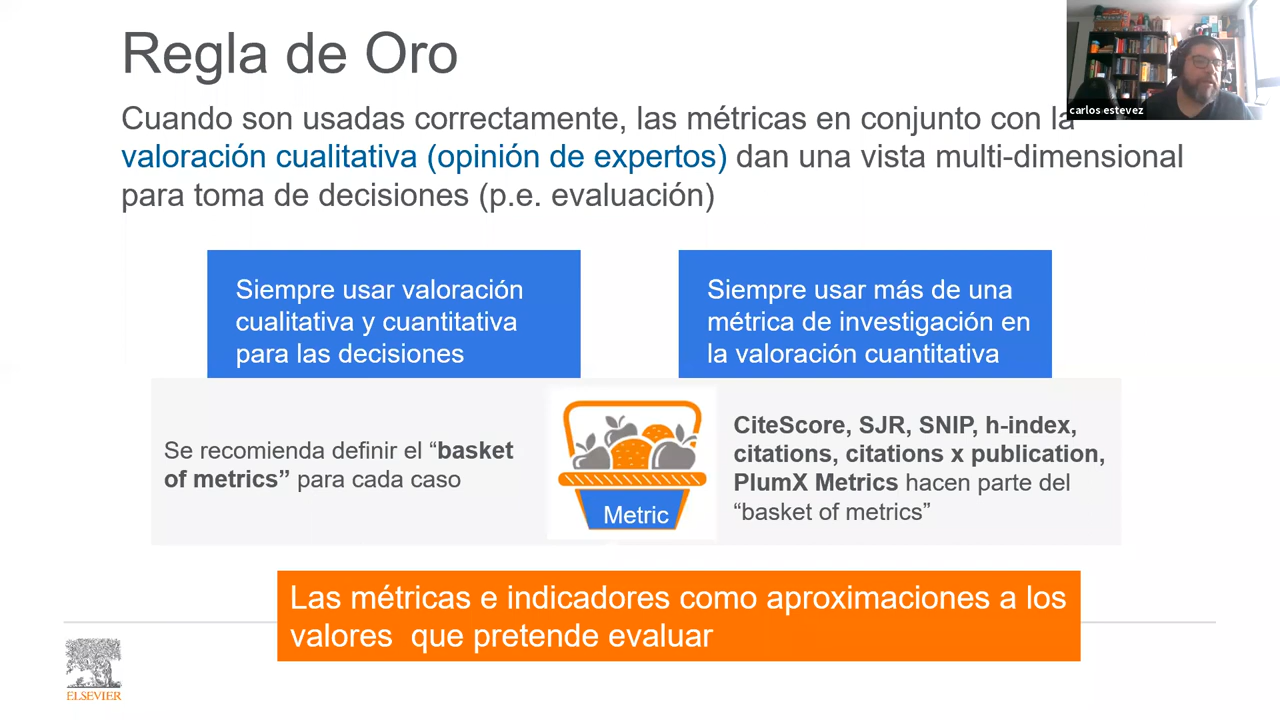 Regla de Oro
carlos estevez
Cuando son usadas correctamente, las métricas en conjunto con la
valoración cualitativa (opinión de expertos) dan una vista multi-dimensional
para toma de decisiones (p.e. evaluación)
Siempre usar valoración
cualitativa y cuantitativa
para las decisiones
Siempre usar más de una
métrica de investigación en
la valoración cuantitativa
Se recomienda definir el “basket
of metrics” para cada caso
Metric
CiteScore, SJR, SNIP, h-index,
citations, citations x publication,
PlumX Metrics hacen parte del
“basket of metrics”
Las métricas e indicadores como aproximaciones a los
valores que pretende evaluar
ELSEVIER